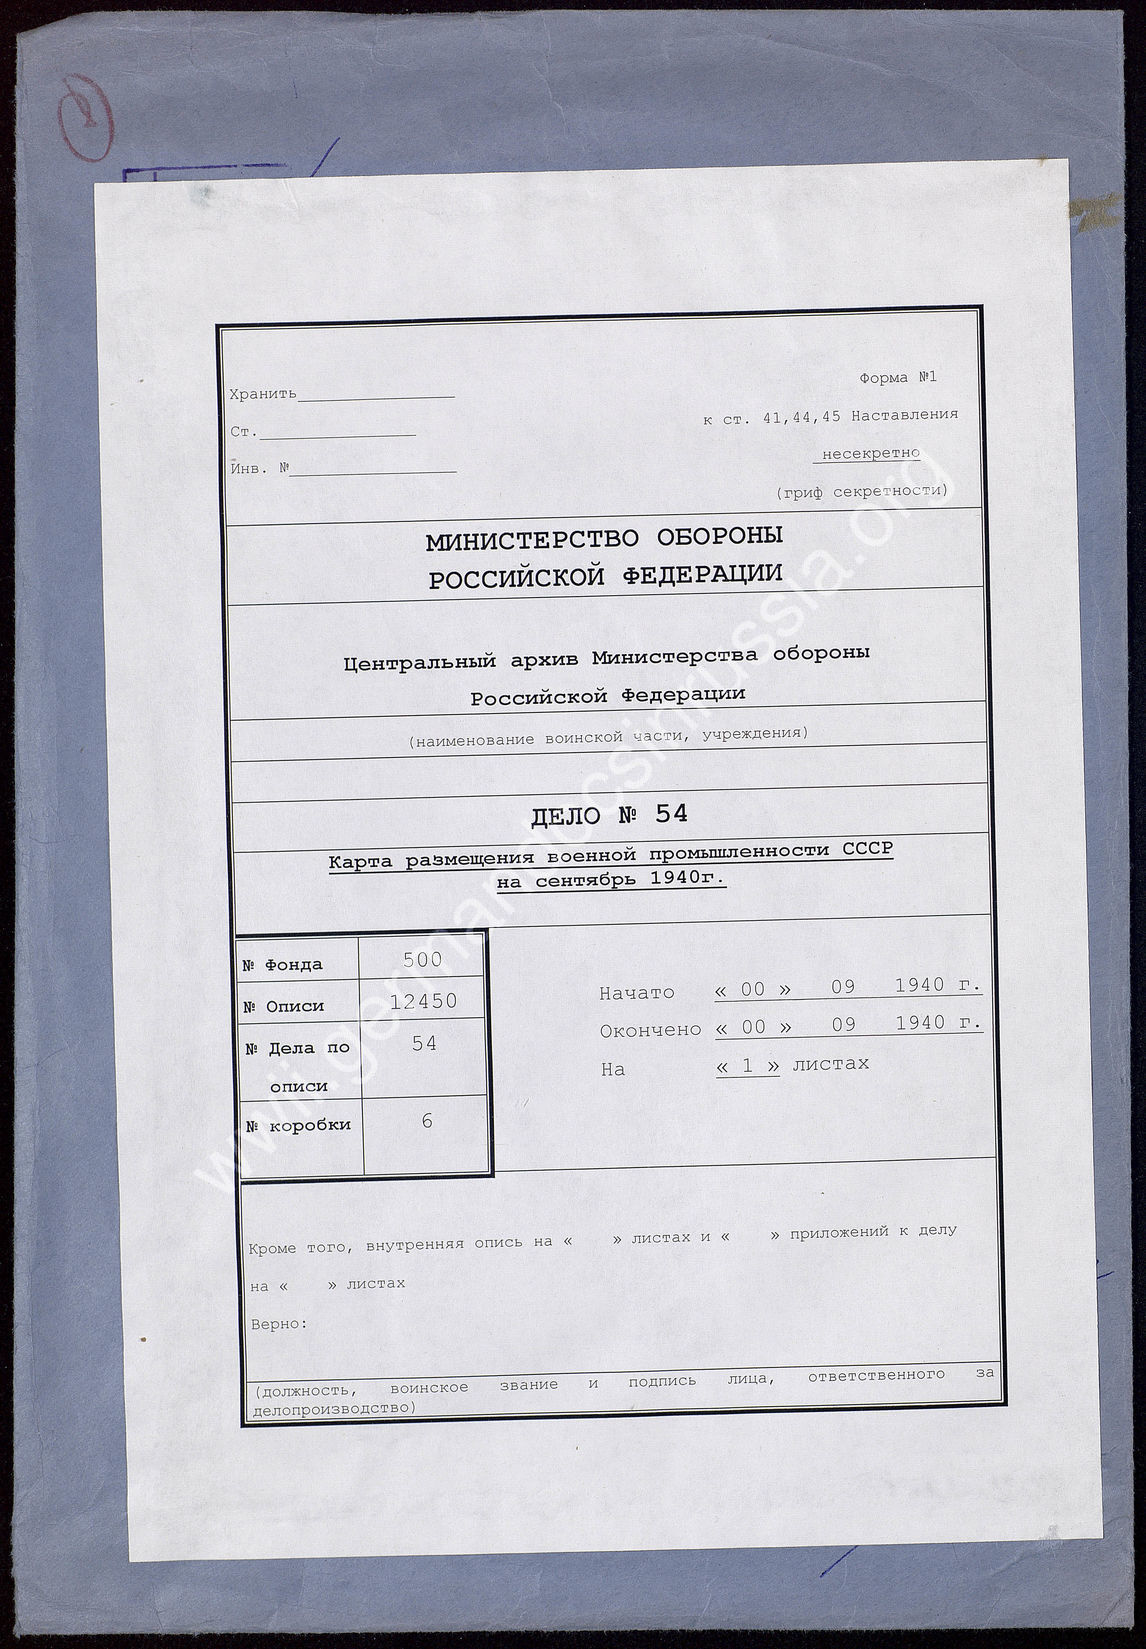 Хранить
Форма №1
к ст. 41,44,45 Наставления
Ст.
несекретно
Инв. №
(гриф секретности)
МИНИСТЕРСТВО ОБОРОНЫ
РОССИЙСКОЙ ФЕДЕРАЦИИ
Центральный архив Министерства обороны
Российской Федерации
(наименование воинской части, учреждения)
ДЕЛО № 54
Карта размещения военной промышленности СССР
на сентябрь 1940г.
№ Фонда 500
№ Описи 12450
№ Дела по 54
описи
№ коробки 6
Начато « 00 » 09 1940 г.
Окончено « 00 » 09 1940 г.
На « 1 » листах
Кроме того, внутренняя опись на « » листах и « » приложений к делу
на « » листах
Верно:
(должность, воинское звание и подпись лица, ответственного за
делопроизводство)
wwii.germandocsinrussia.org